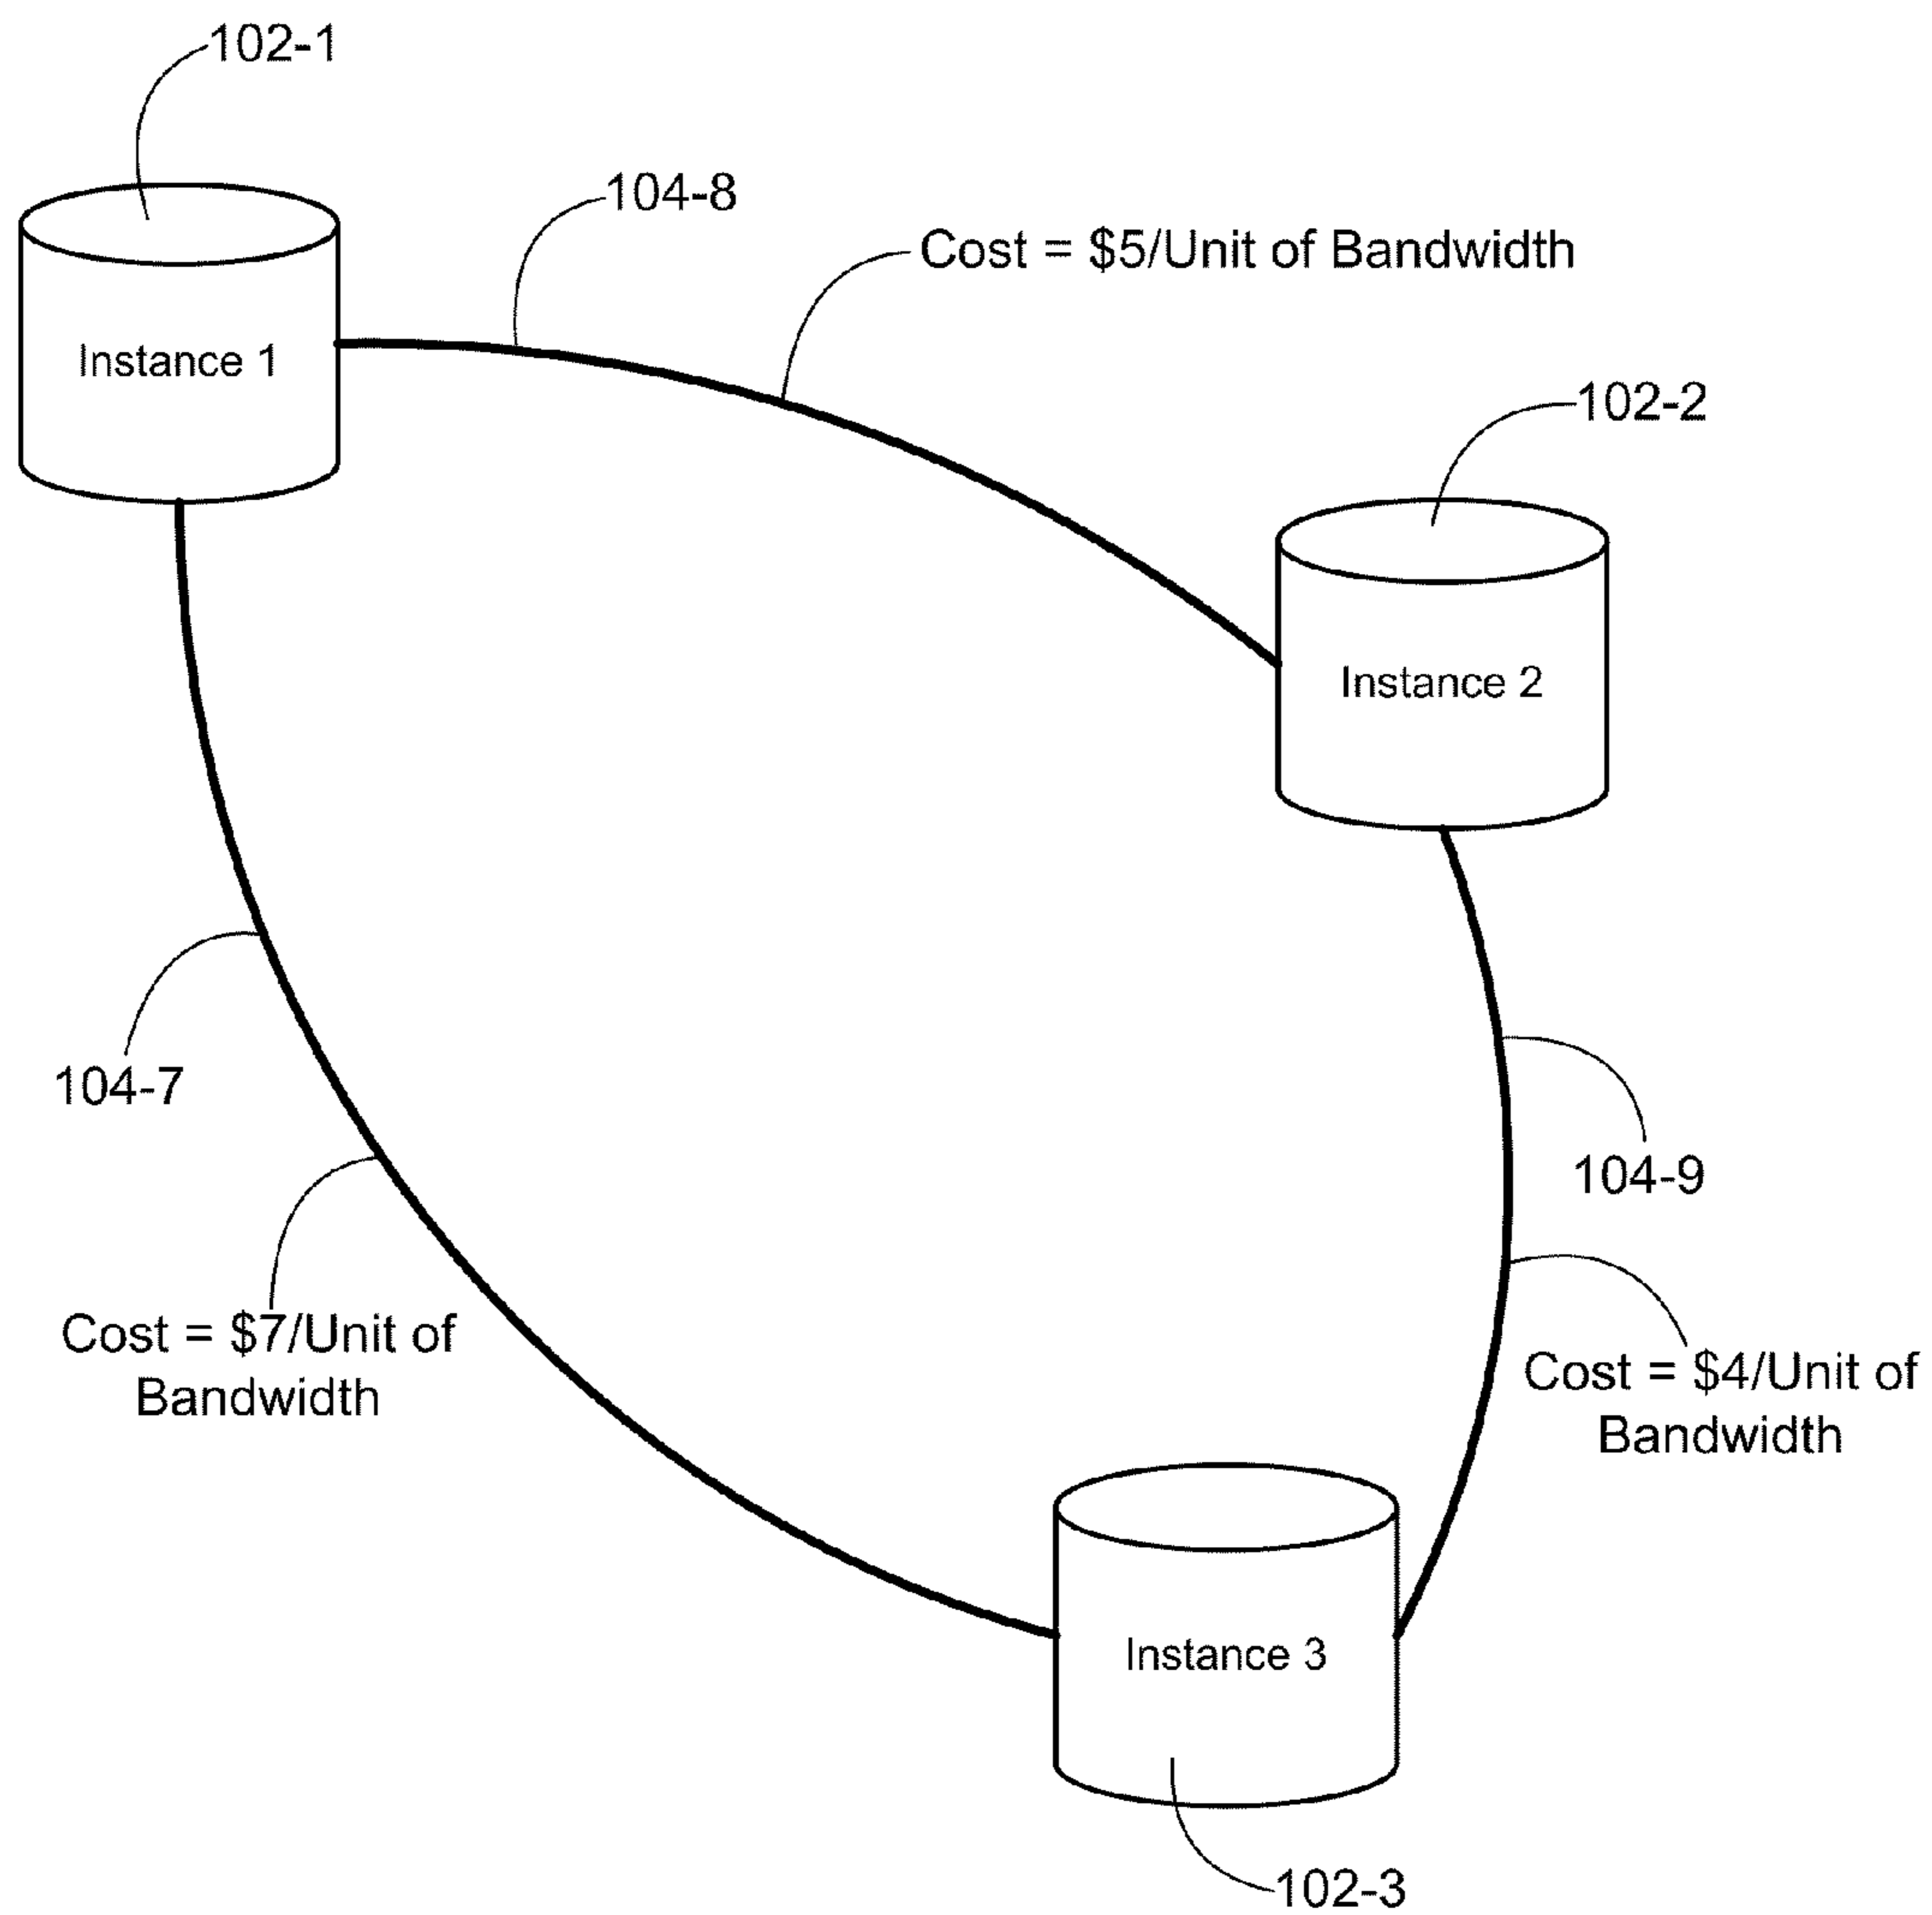 102-1
104-8
Cost = $5/Unit of Bandwidth
Instance 1
102-2
Instance 2
104-7
104-9
Cost = $7/Unit of
Bandwidth
Cost = $4/Unit of
Bandwidth
Instance 3
102-3